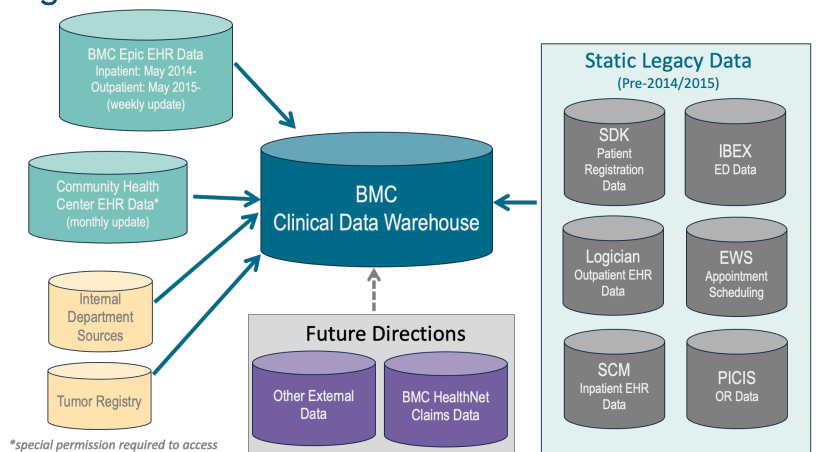 BMC Epic EHR Data
Inpatient: May 2014-
Outpatient: May 2015-
(weekly update)
Community Health
Center EHR Data*
(monthly update)
Internal
Department
Sources
Tumor Registry
*special permission required to access
BMC
Clinical Data Warehouse
Future Directions
Other External
Data
BMC HealthNet
Claims Data
Static Legacy Data
(Pre-2014/2015)
SDK
Patient
Registration
Data
IBEX
ED Data
Logician
Outpatient EHR
Data
EWS
Appointment
Scheduling
SCM
Inpatient EHR
Data
PICIS
OR Data